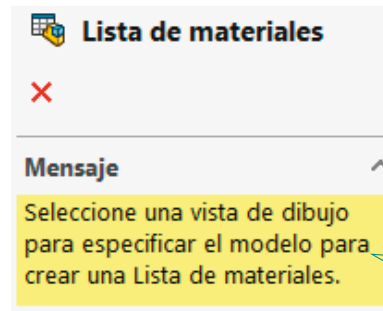 Lista de materiales
Mensaje
Seleccione una vista de dibujo
para especificar el modelo para
crear una Lista de materiales.